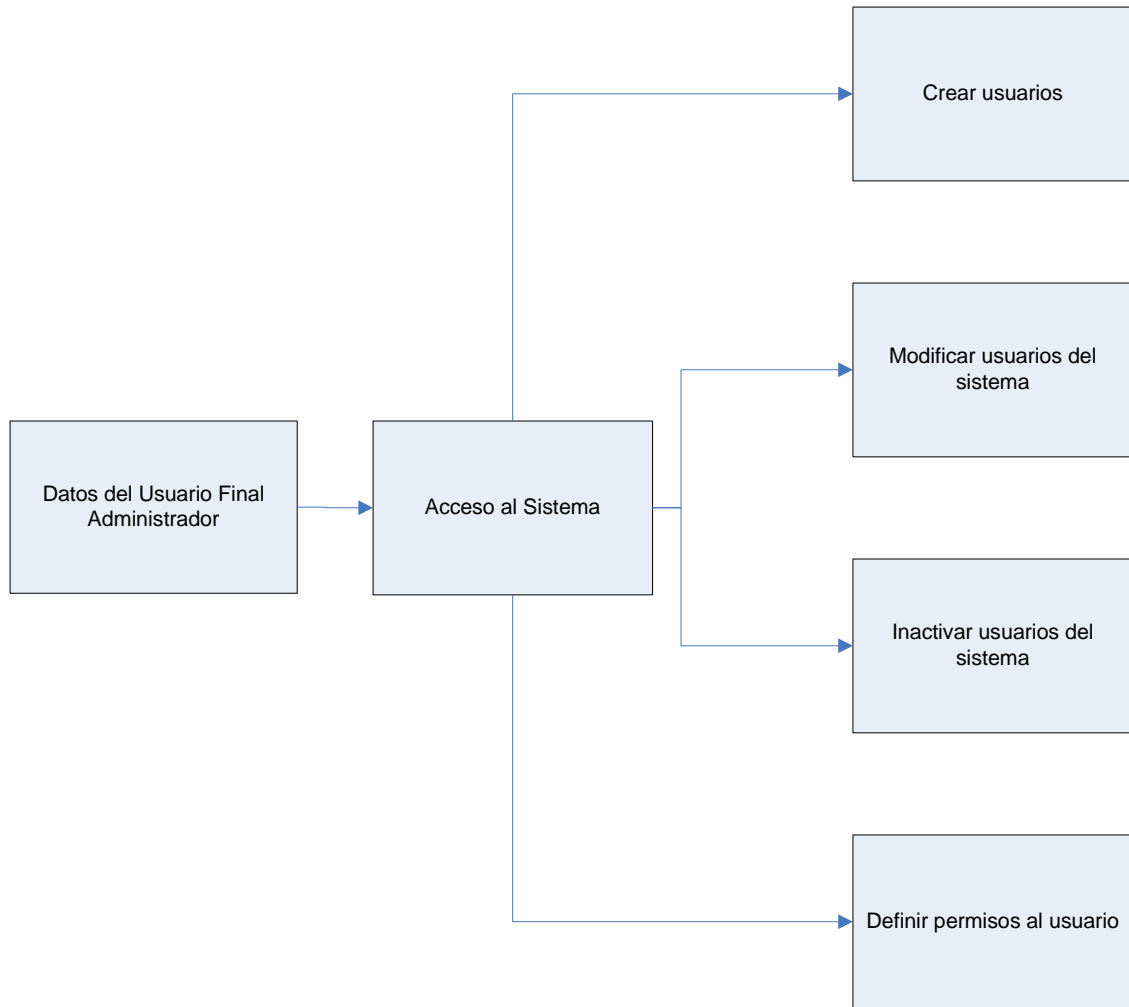 Crear usuarios
Modificar usuarios del
sistema
Datos del Usuario Final
Administrador
Acceso al Sistema
Inactivar usuarios del
sistema
Definir permisos al usuario